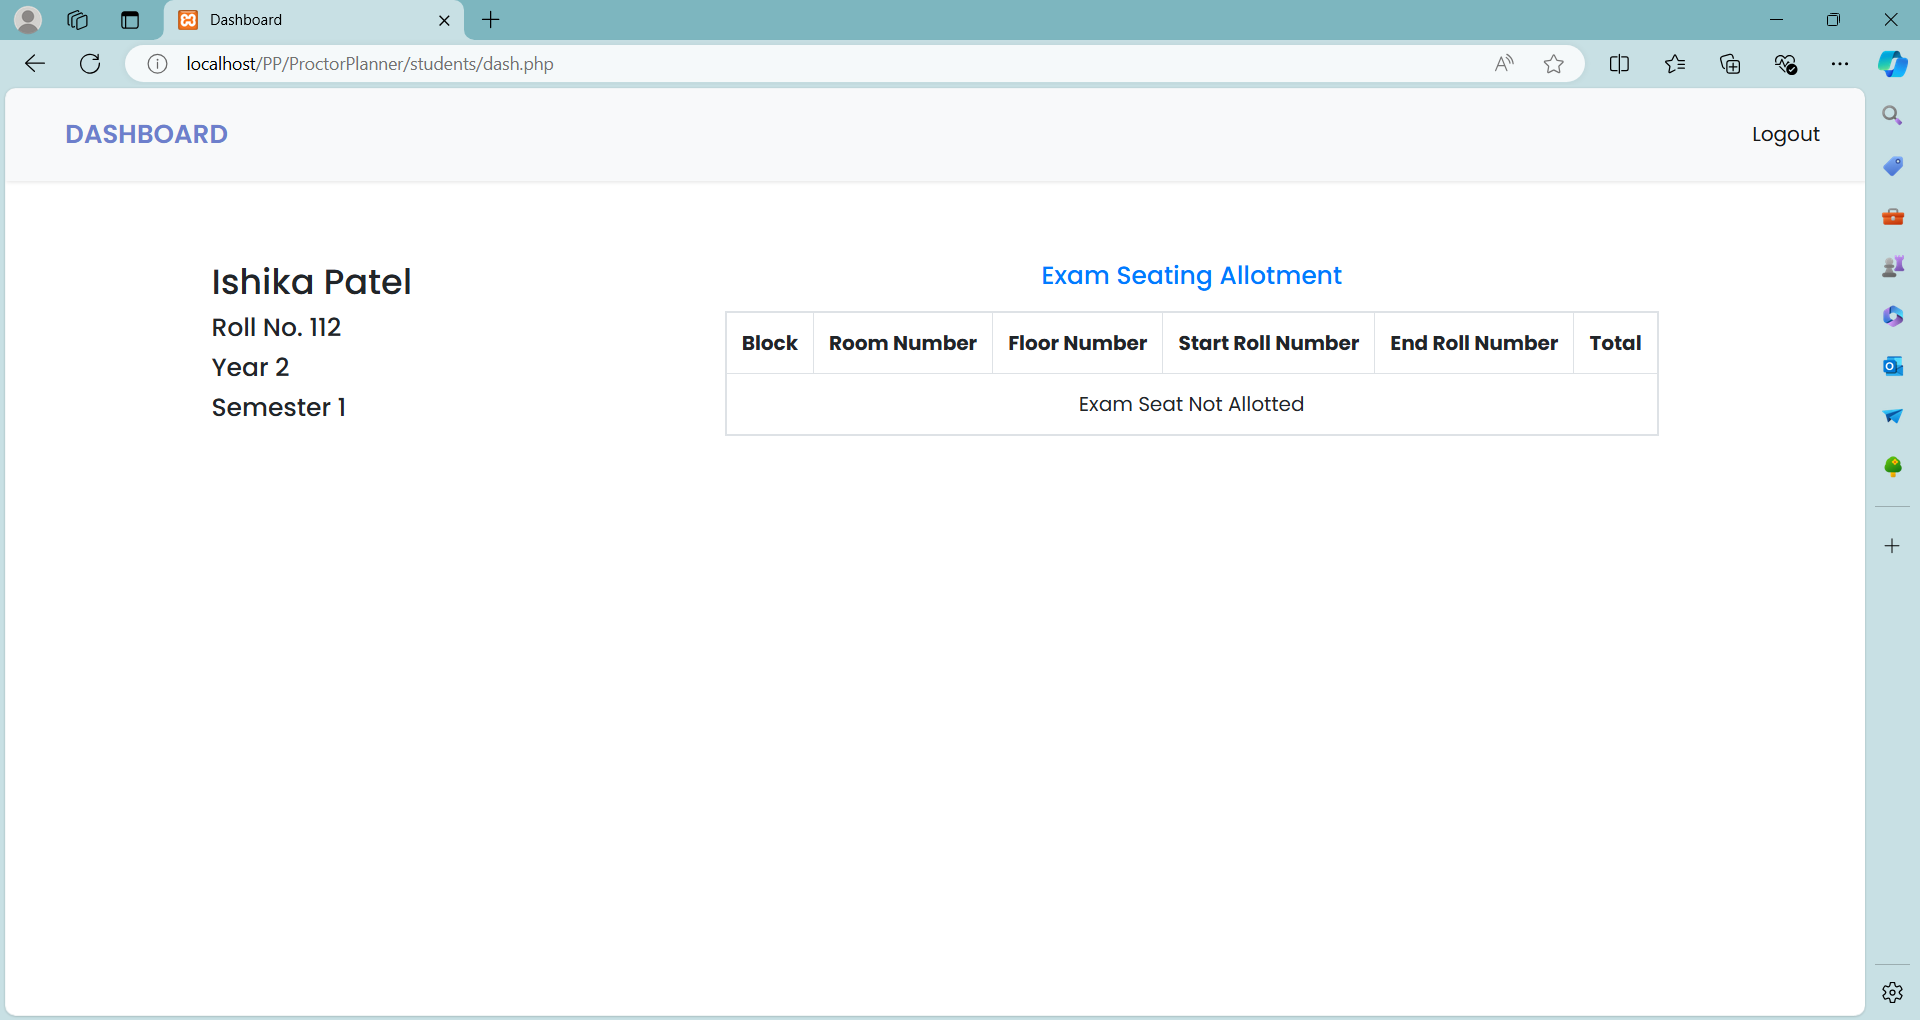 Dashboard
localhost/PP/ProctorPlanner/students/dash.php
DASHBOARD
Logout
Ishika Patel
Roll No. 112
Year 2
Semester 1
Exam Seating Allotment
Block Room Number Floor Number Start Roll Number End Roll Number Total
Exam Seat Not Allotted